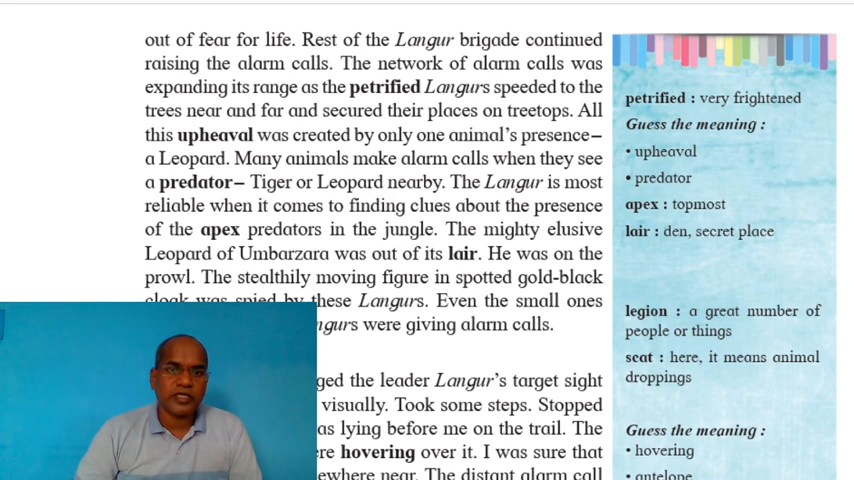 out of fear for life. Rest of the Langur brigade continued
raising the alarm calls. The network of alarm calls was
expanding its range as the petrified Langurs speeded to the
trees near and far and secured their places on treetops. All
this upheaval was created by only one animal's presence–
a Leopard. Many animals make alarm calls when they see
a predator– Tiger or Leopard nearby. The Langur is most
reliable when it comes to finding clues about the presence
of the apex predators in the jungle. The mighty elusive
Leopard of Umbarzara was out of its lair. He was on the
prowl. The stealthily moving figure in spotted gold-black
cloak was spied by these Langurs. Even the small ones
ngurs were giving alarm calls.
ged the leader Langur's target sight
visually. Took some steps. Stopped
as lying before me on the trail. The
ere hovering over it. I was sure that
ewhere near. The distant alarm call
petrified : very frightened
Guess the meaning :
• upheaval
• predator
apex : topmost
lair : den, secret place
legion : a great number of
people or things
scat : here, it means animal
droppings
Guess the meaning :
• hovering
• antelope